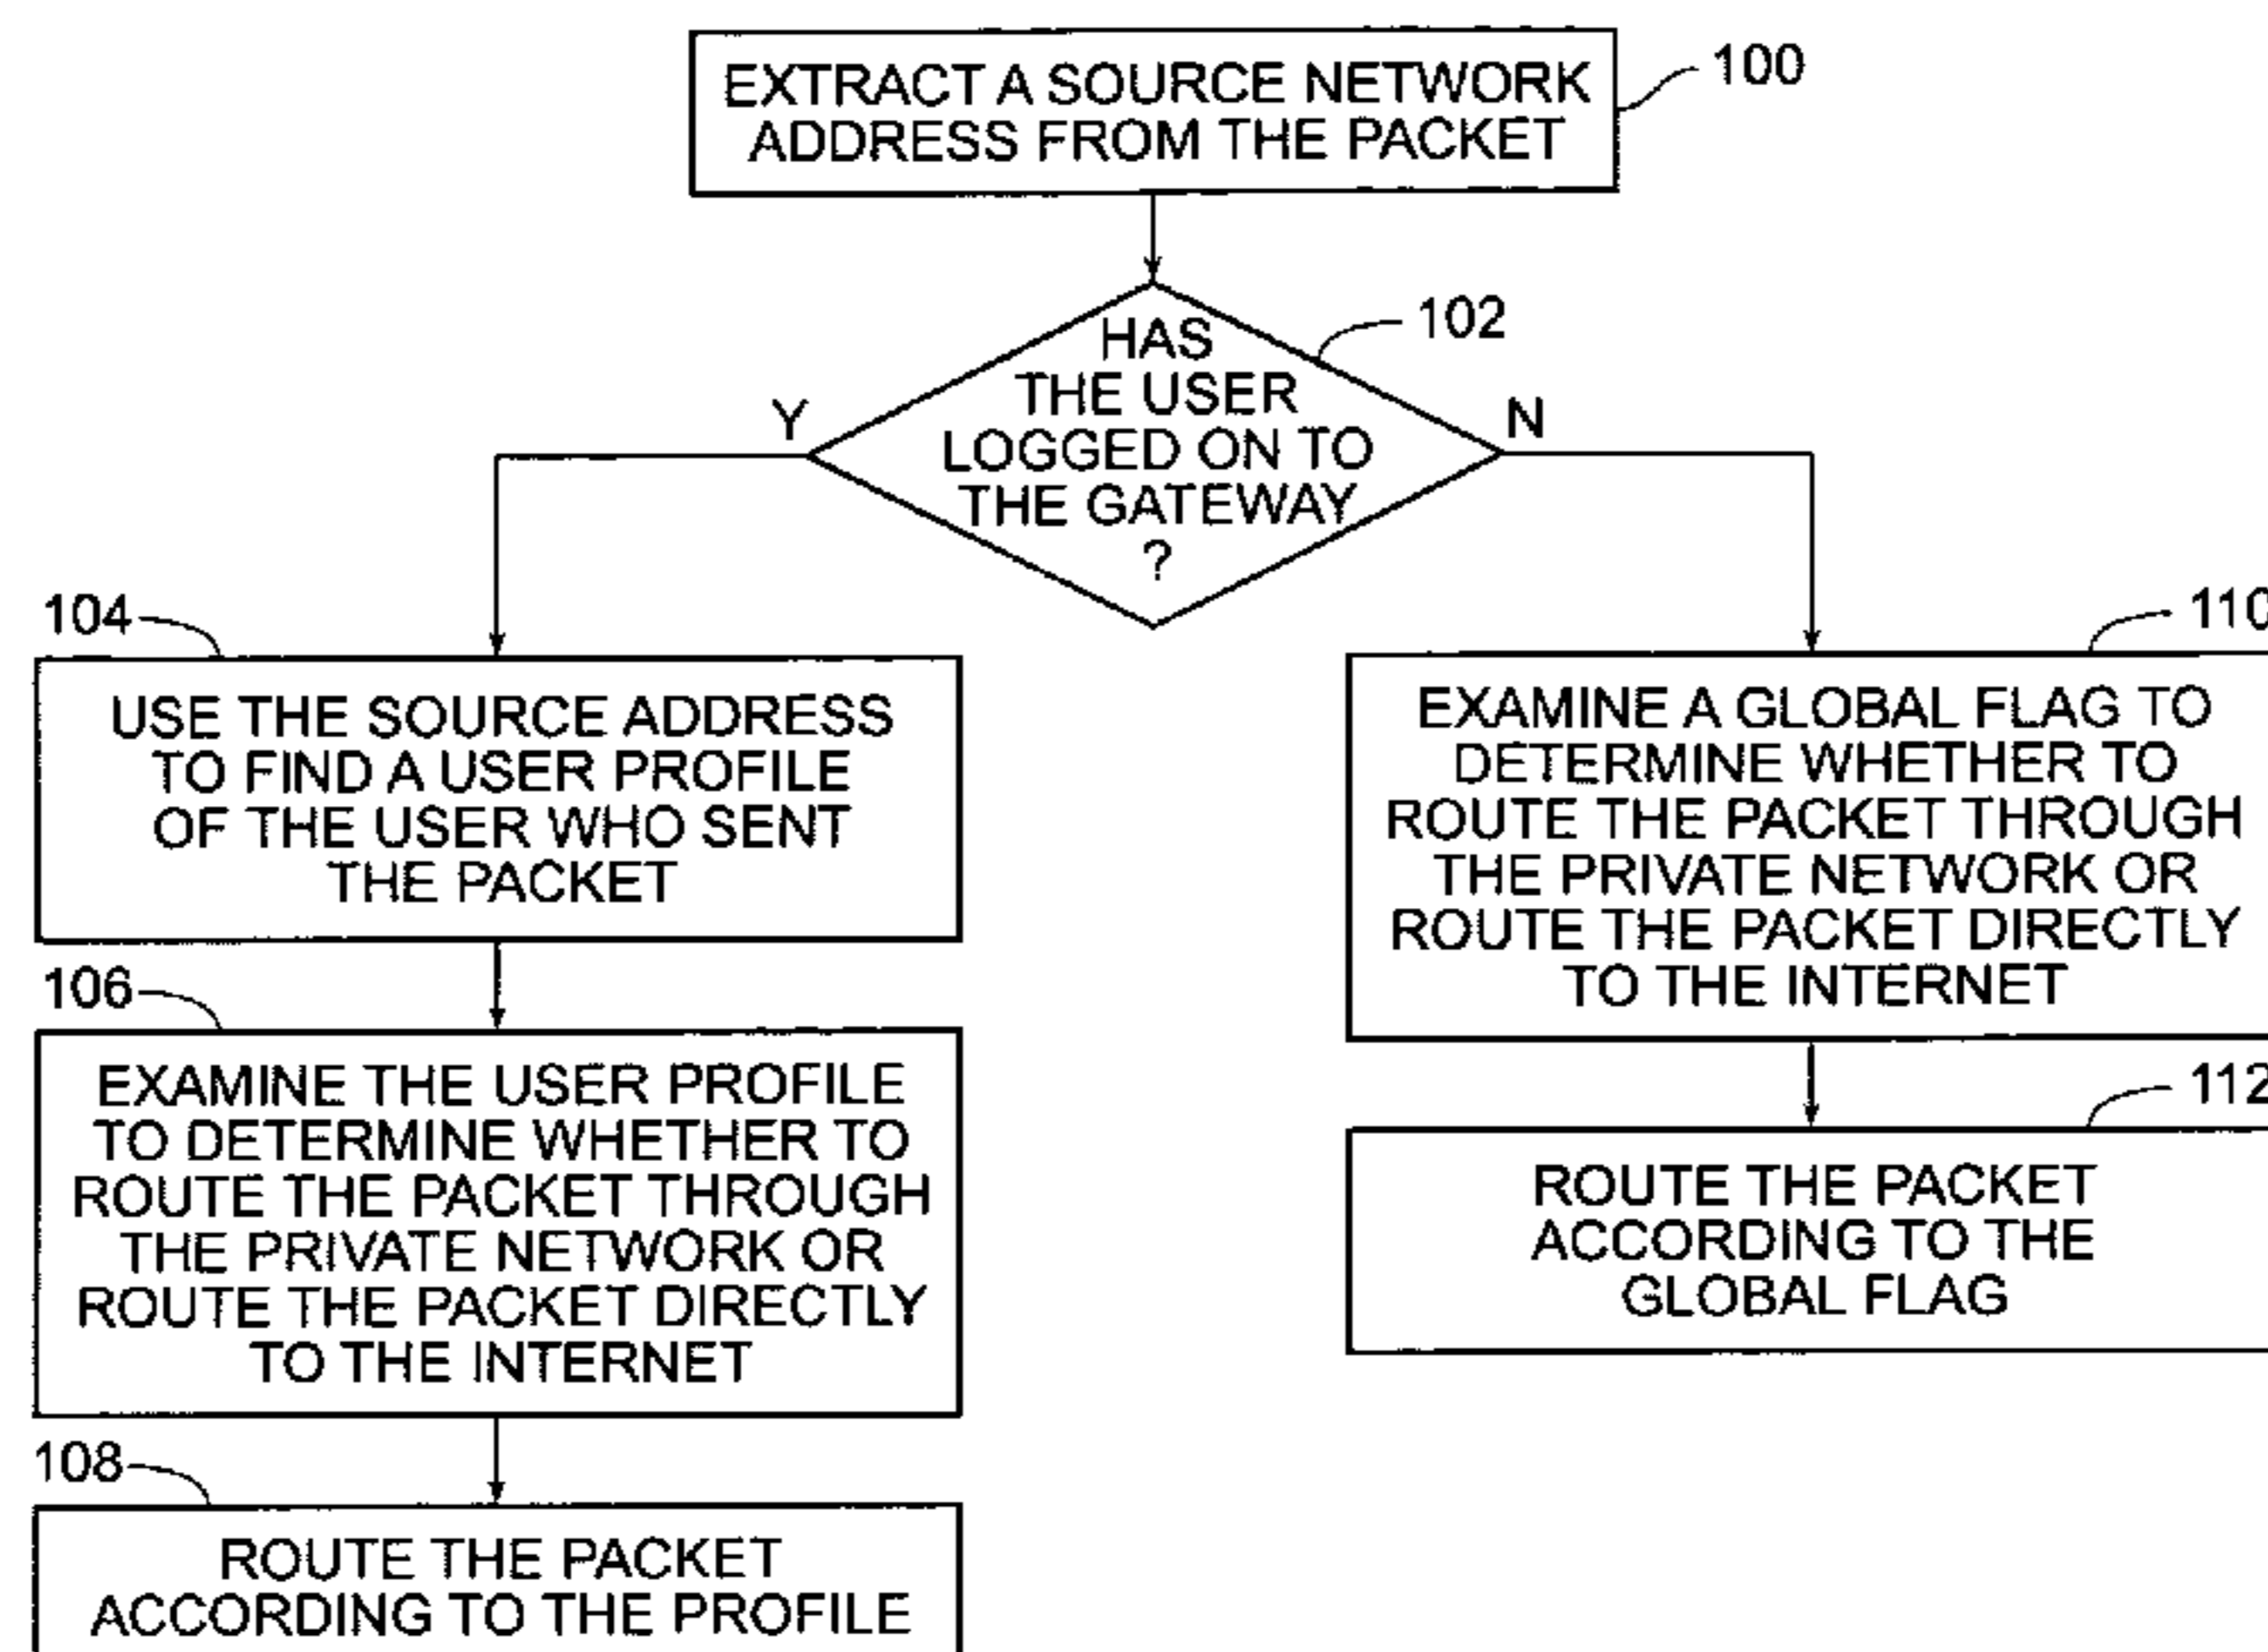 EXTRACT A SOURCE NETWORK
ADDRESS FROM THE PACKET
100
HAS
THE USER
LOGGED ON TO
THE GATEWAY
?
102
Y
N
104
USE THE SOURCE ADDRESS
TO FIND A USER PROFILE
OF THE USER WHO SENT
THE PACKET
106
EXAMINE THE USER PROFILE
TO DETERMINE WHETHER TO
ROUTE THE PACKET THROUGH
THE PRIVATE NETWORK OR
ROUTE THE PACKET DIRECTLY
TO THE INTERNET
108
ROUTE THE PACKET
ACCORDING TO THE PROFILE
110
EXAMINE A GLOBAL FLAG TO
DETERMINE WHETHER TO
ROUTE THE PACKET THROUGH
THE PRIVATE NETWORK OR
ROUTE THE PACKET DIRECTLY
TO THE INTERNET
112
ROUTE THE PACKET
ACCORDING TO THE
GLOBAL FLAG